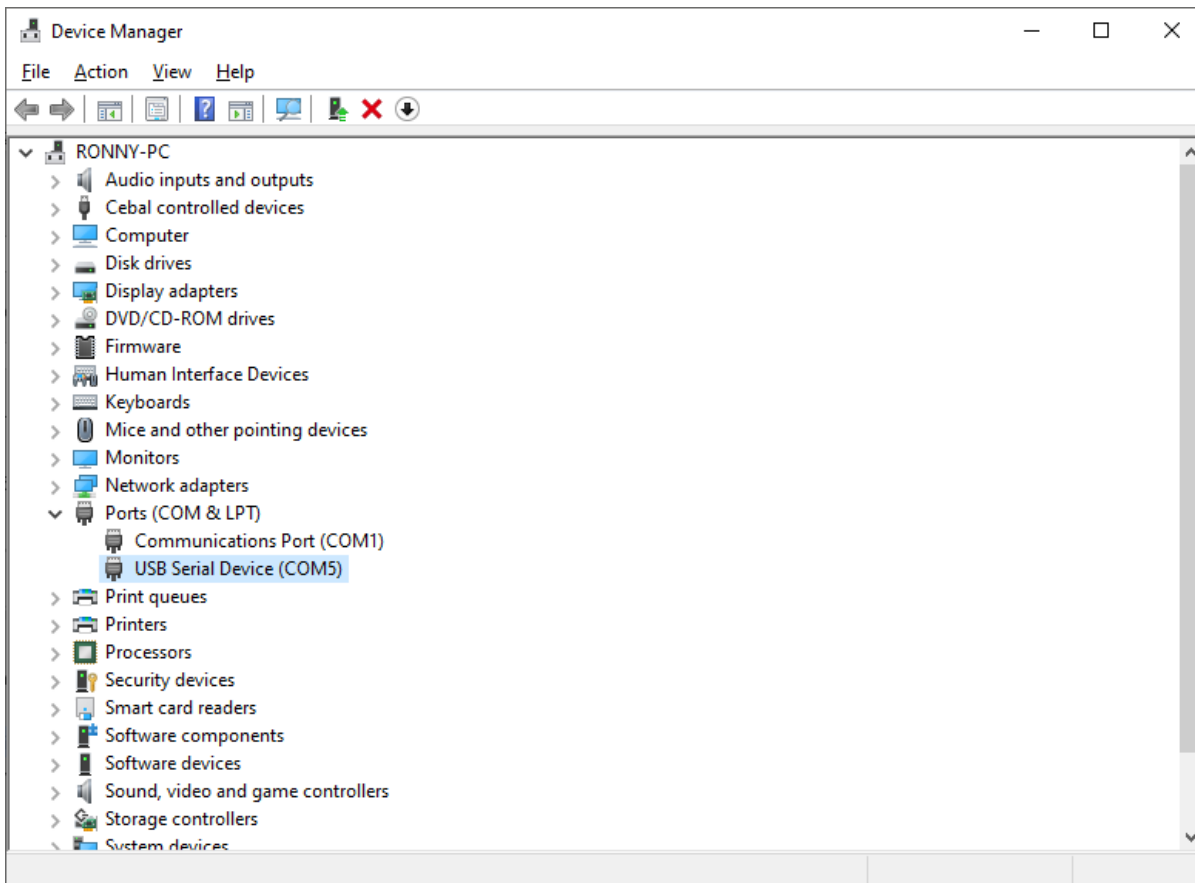 Device Manager
File Action View Help
RONNY-PC
Audio inputs and outputs
Cebal controlled devices
Computer
Disk drives
Display adapters
DVD/CD-ROM drives
Firmware
Human Interface Devices
Keyboards
Mice and other pointing devices
Monitors
Network adapters
Ports (COM & LPT)
Communications Port (COM1)
USB Serial Device (COM5)
Print queues
Printers
Processors
Security devices
Smart card readers
Software components
Software devices
Sound, video and game controllers
Storage controllers
System devices